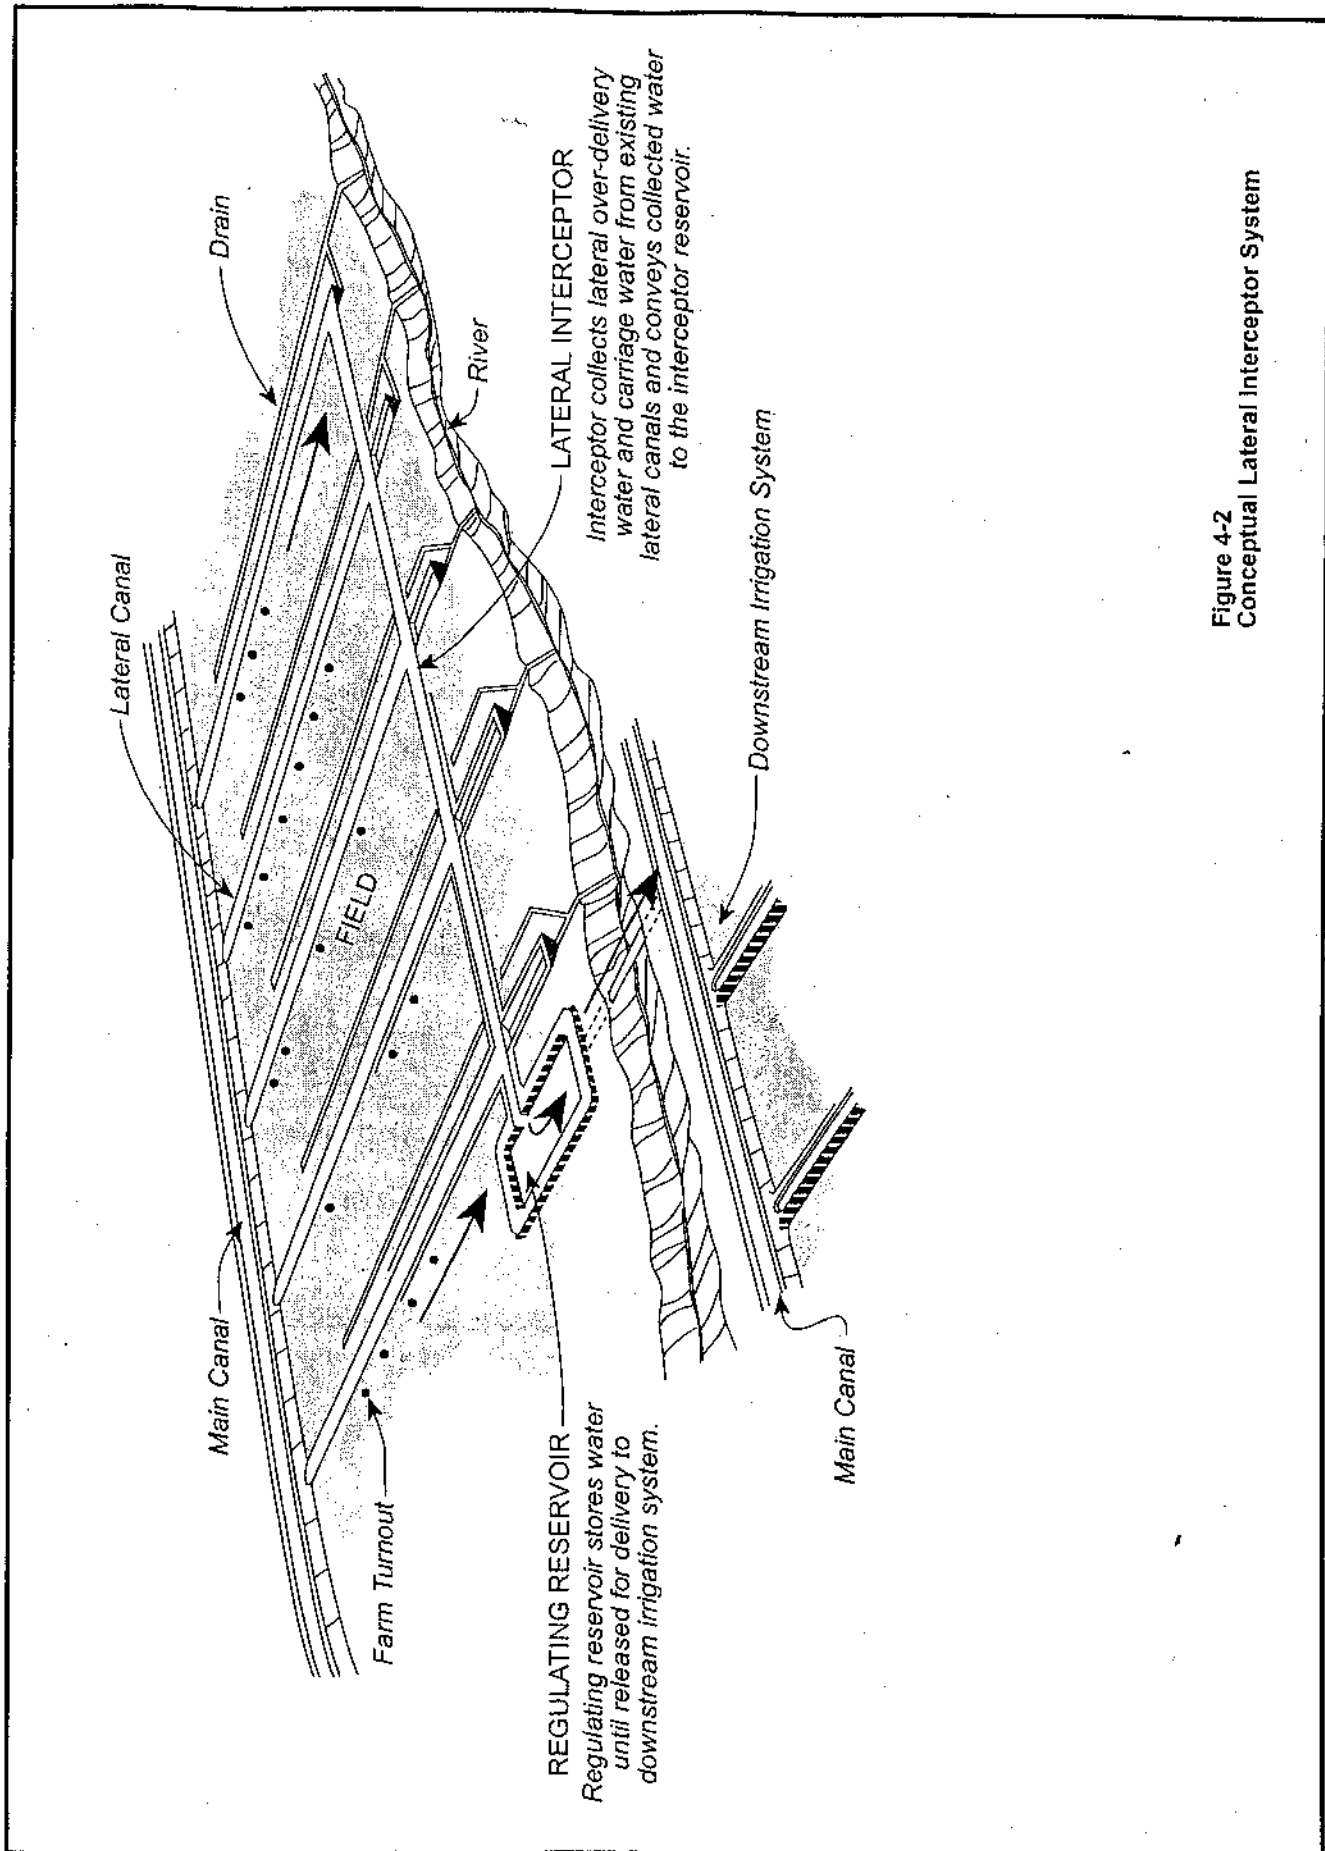 Main Canal
Lateral Canal
Drain
Farm Turnout
FIELD
River
REGULATING RESERVOIR
Regulating reservoir stores water
until released for delivery to
downstream irrigation system.
LATERAL INTERCEPTOR
Interceptor collects lateral over-delivery
water and carriage water from existing
lateral canals and conveys collected water
to the interceptor reservoir.
Downstream Irrigation System
Main Canal
Figure 4-2
Conceptual Lateral Interceptor System